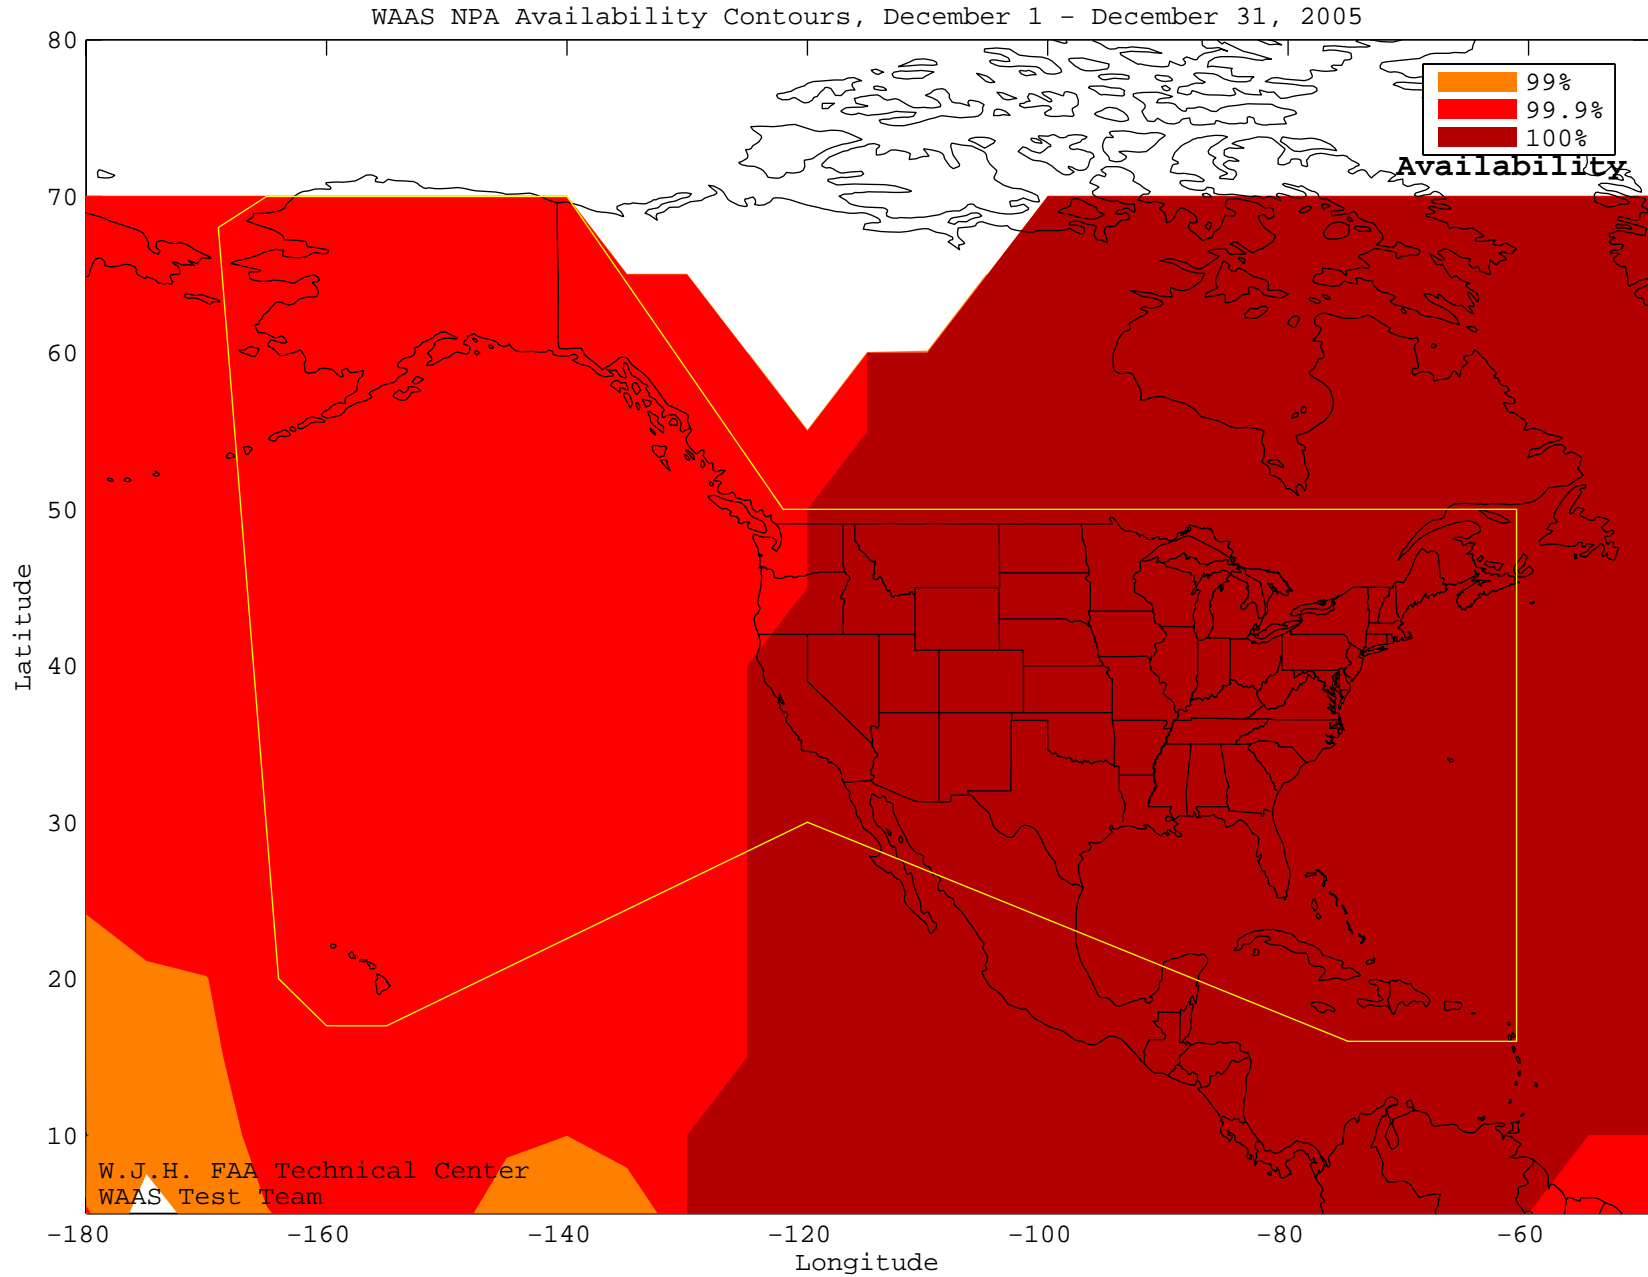 WAAS NPA Availability Contours, December 1 - December 31, 2005
80
70
60
50
40
30
20
10
Latitude
99%
99.9%
100%
Availability
W.J.H. FAA Technical Center
WAAS Test Team
-180 -160 -140 -120 -100 -80 -60
Longitude